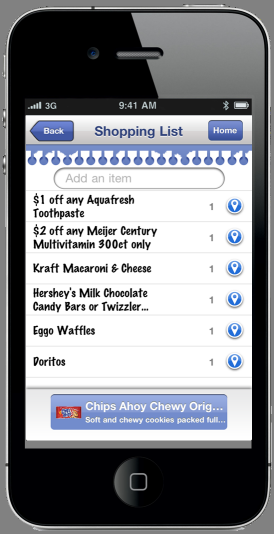 3G 9:41 AM
Back Shopping List Home
Add an item
$1 off any Aquafresh
Toothpaste 1
$2 off any Meijer Century
Multivitamin 300ct only 1
Kraft Macaroni & Cheese 1
Hershey's Milk Chocolate
Candy Bars or Twizzler... 1
Eggo Waffles 1
Doritos 1
Chips Ahoy Chewy Orig...
Soft and chewy cookies packed full...